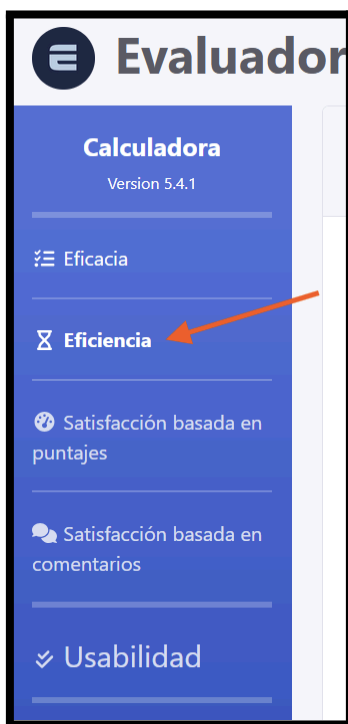 Evaluador
Calculadora
Version 5.4.1
Eficacia
Eficiencia
Satisfacción basada en
puntajes
Satisfacción basada en
comentarios
Usabilidad